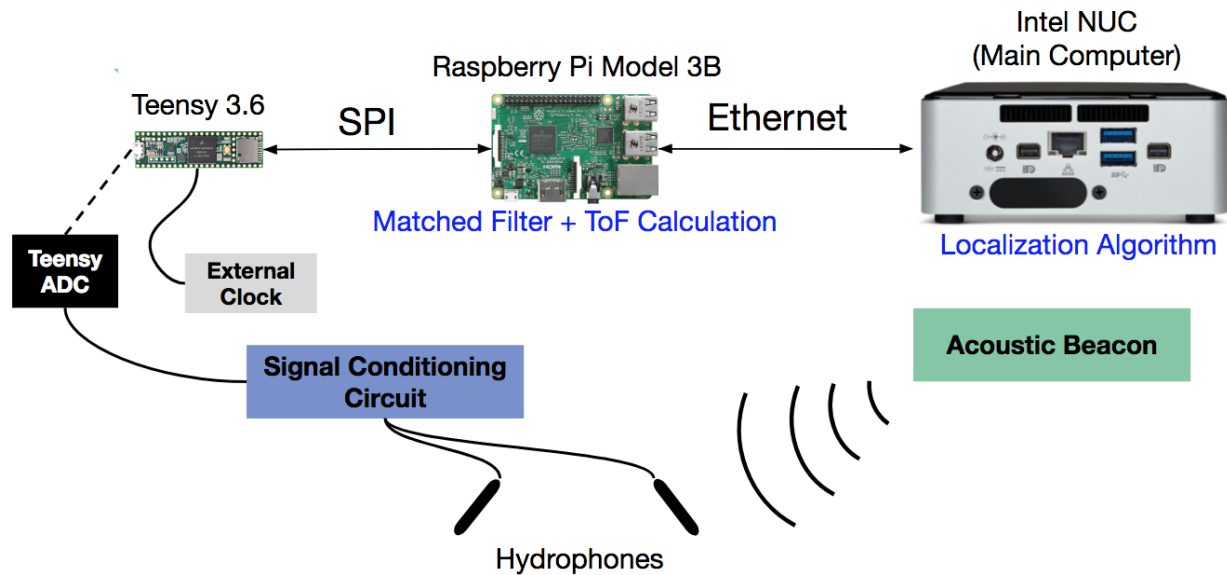 Intel NUC
(Main Computer)
Raspberry Pi Model 3B
Teensy 3.6
SPI
Ethernet
Matched Filter + ToF Calculation
Localization Algorithm
Teensy
ADC
External
Clock
Acoustic Beacon
Signal Conditioning
Circuit
Hydrophones